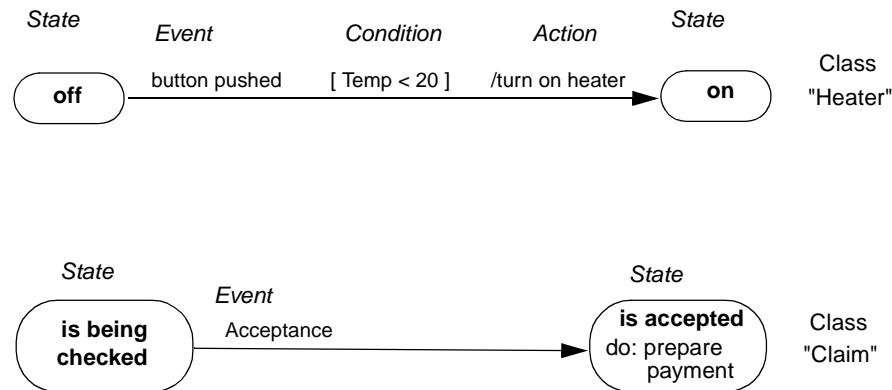 State
Event
Condition
Action
State
off
button pushed
[ Temp < 20 ]
/turn on heater
on
Class
"Heater"
State
Event
State
is being
checked
Acceptance
is accepted
do: prepare
payment
Class
"Claim"